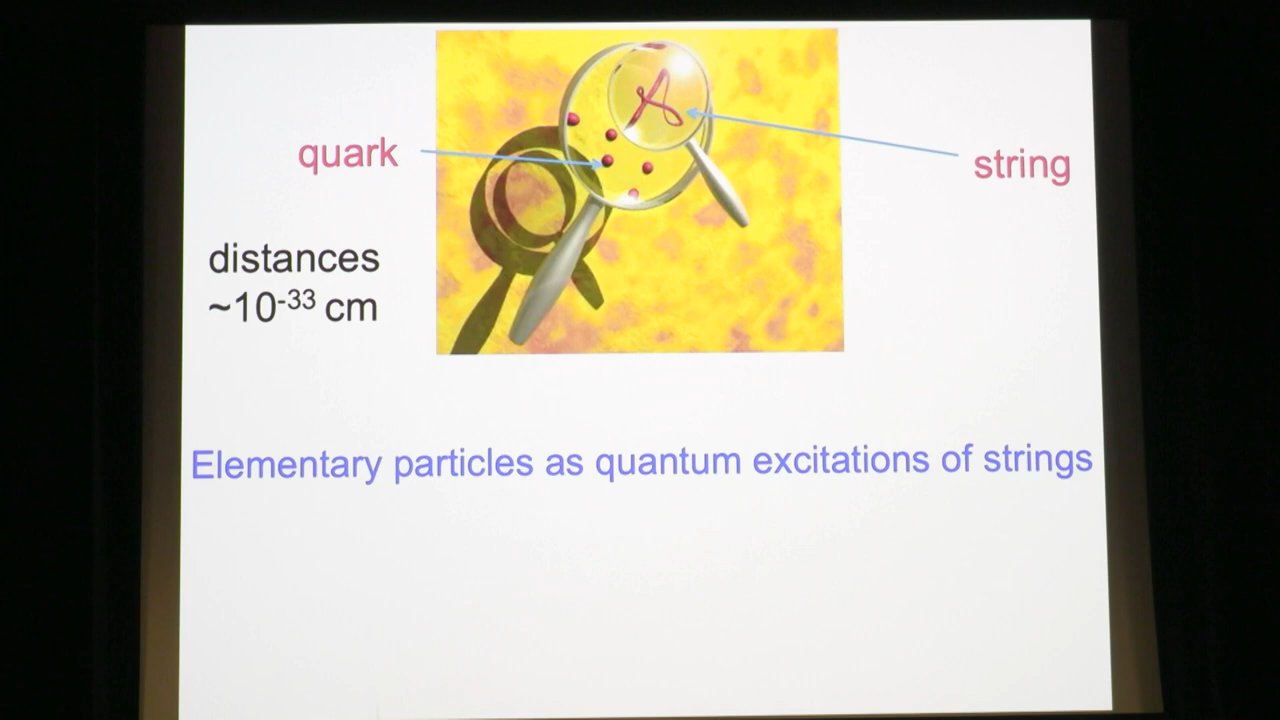 quark
string
distances
~10⁻³³ cm
Elementary particles as quantum excitations of strings